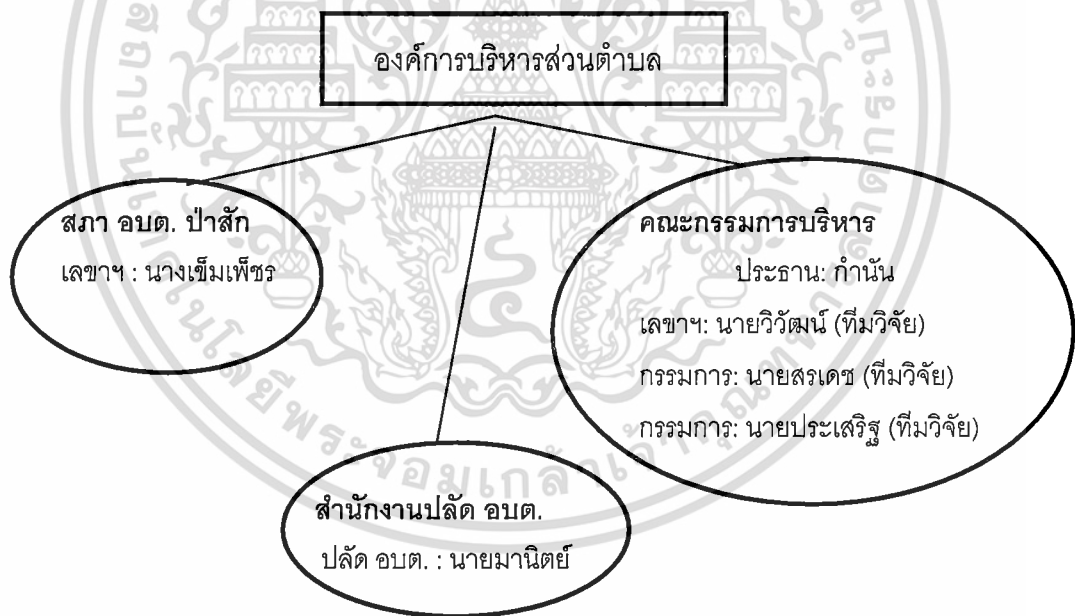 องค์การบริหารส่วนตำบล
สภา อบต. ป่าสัก
เลขาฯ : นางเข็มเพ็ชร
คณะกรรมการบริหาร
ประธาน: กำนัน
เลขาฯ: นายวิวัฒน์ (ทีมวิจัย)
กรรมการ: นายสรเดช (ทีมวิจัย)
กรรมการ: นายประเสริฐ (ทีมวิจัย)
สำนักงานปลัด อบต.
ปลัด อบต. : นายมานิตย์